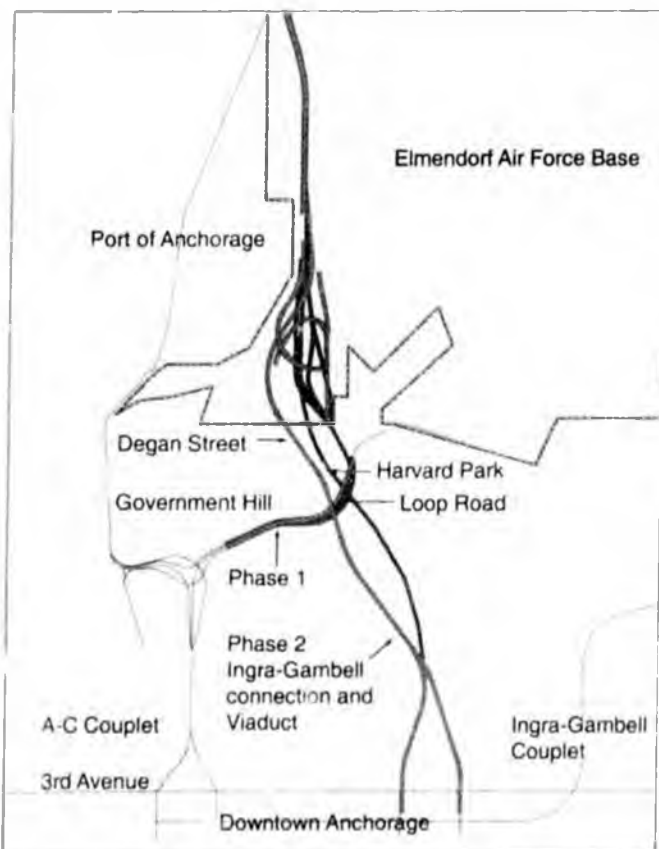 Elmendorf Air Force Base
Port of Anchorage
Degan Street
Harvard Park
Government Hill
Loop Road
Phase 1
Phase 2
Ingra-Gambell
connection and
Viaduct
A-C Couplet
Ingra-Gambell
Couplet
3rd Avenue
Downtown Anchorage